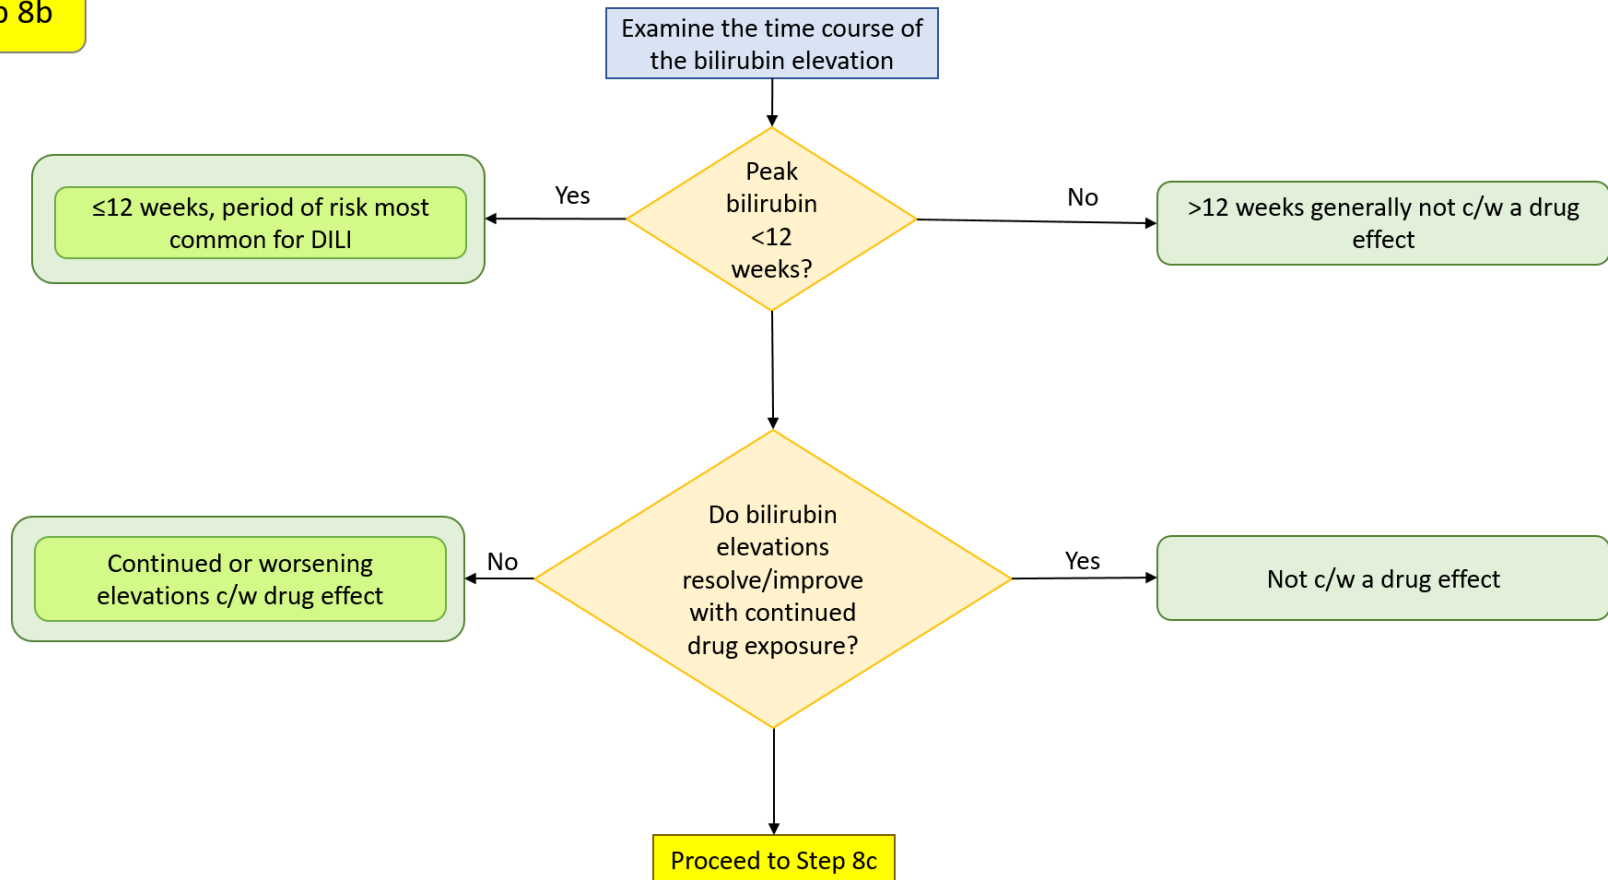 8b
Examine the time course of
the bilirubin elevation
Peak
bilirubin
<12
weeks?
Yes
No
≤12 weeks, period of risk most
common for DILI
>12 weeks generally not c/w a drug
effect
Do bilirubin
elevations
resolve/improve
with continued
drug exposure?
No
Yes
Continued or worsening
elevations c/w drug effect
Not c/w a drug effect
Proceed to Step 8c